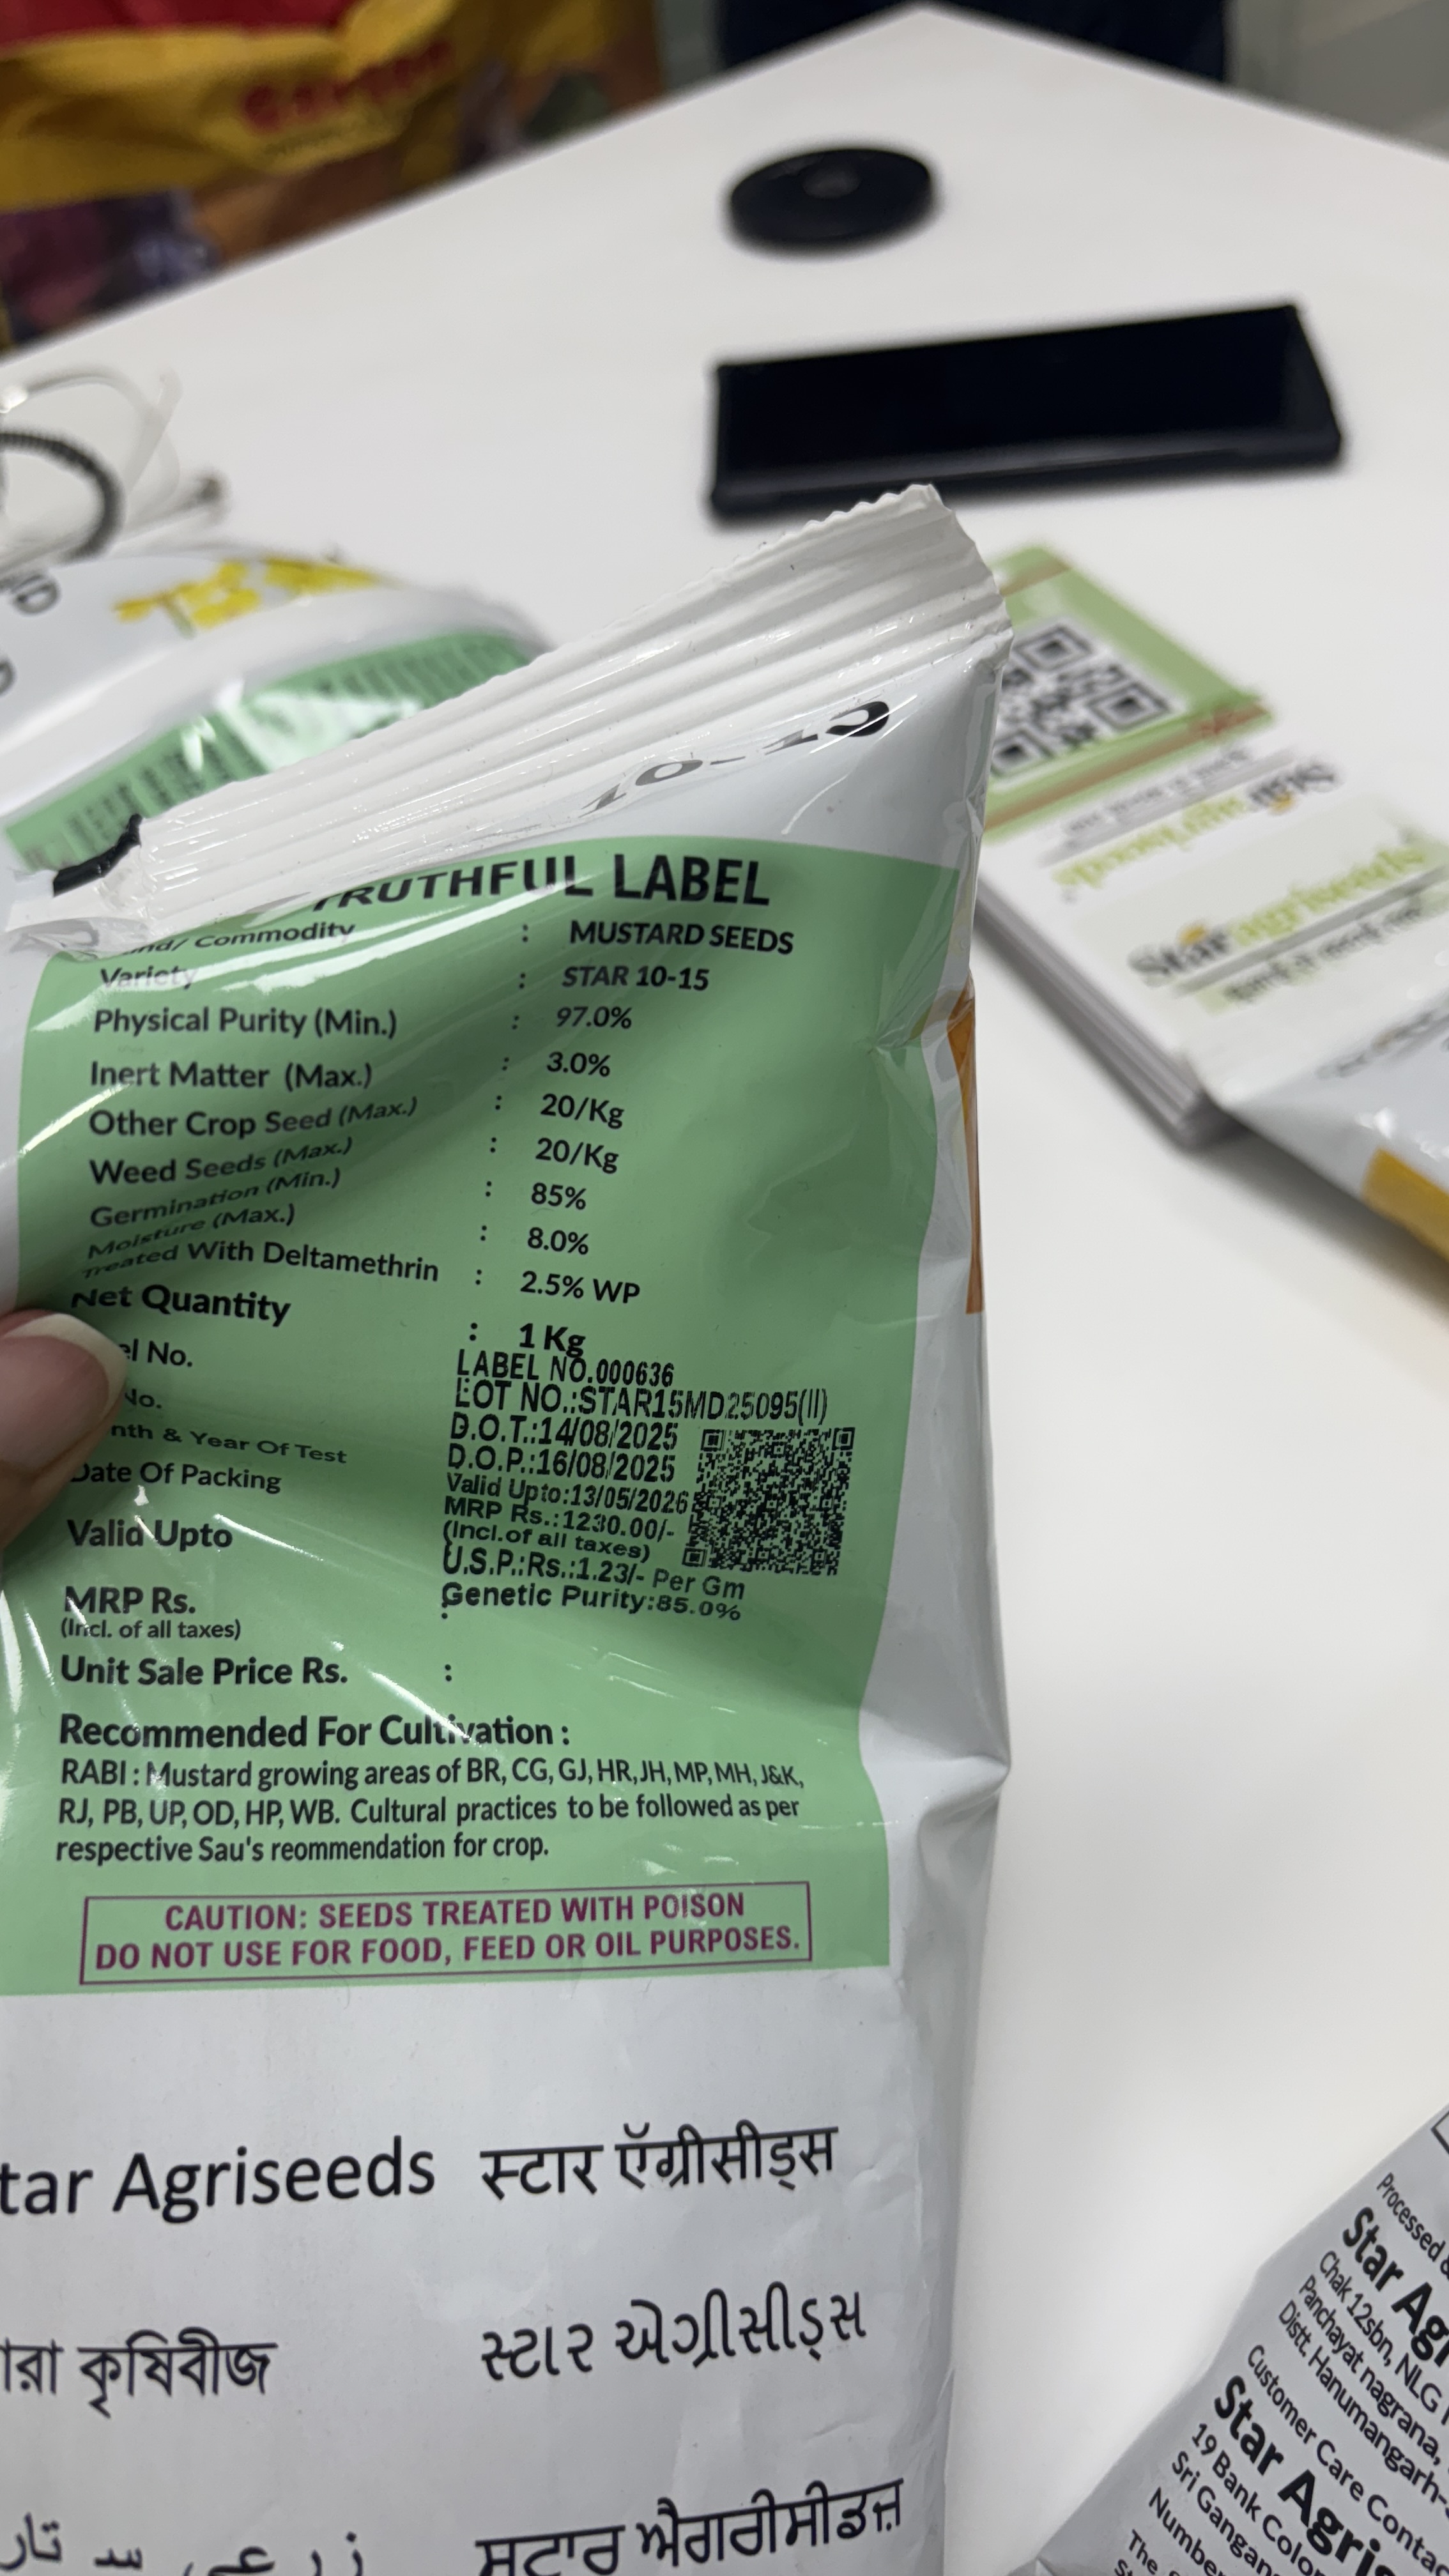 10-15
RUTHFUL LABEL
Commodity : MUSTARD SEEDS
Variety : STAR 10-15
Physical Purity (Min.) : 97.0%
Inert Matter (Max.) : 3.0%
Other Crop Seed (Max.) : 20/Kg
Weed Seeds (Max.) : 20/Kg
Germination (Min.) : 85%
Moisture (Max.) : 8.0%
Treated With Deltamethrin : 2.5% WP
Net Quantity : 1 Kg
el No. LABEL NO.000636
No. LOT NO.:STAR15MD25095(II)
nth & Year Of Test D.O.T.:14/08/2025
Date Of Packing D.O.P.:16/08/2025
Valid Upto Valid Upto:13/05/2026
MRP Rs. MRP Rs.:1230.00/-
(Incl. of all taxes) (Incl.of all taxes)
U.S.P.:Rs.:1.23/- Per Gm
Genetic Purity:85.0%
Unit Sale Price Rs. :
Recommended For Cultivation :
RABI : Mustard growing areas of BR, CG, GJ, HR, JH, MP, MH, J&K,
RJ, PB, UP, OD, HP, WB. Cultural practices to be followed as per
respective Sau's reommendation for crop.
CAUTION: SEEDS TREATED WITH POISON
DO NOT USE FOR FOOD, FEED OR OIL PURPOSES.
tar Agriseeds स्टार ऍग्रीसीड्स
কৃষিবীজ સ્ટાર એગ્રીસીડ્સ
ਸਟਾਰ ਐਗਰੀਸੀਡਜ਼
Staragriseeds
Processed
Star Agri
Chak 12sbn, NLG
Panchayat nagrana,
Distt. Hanumangarh-
Customer Care Conta
Star Agri
19 Bank Colo
Sri Gangan
Numbe
The